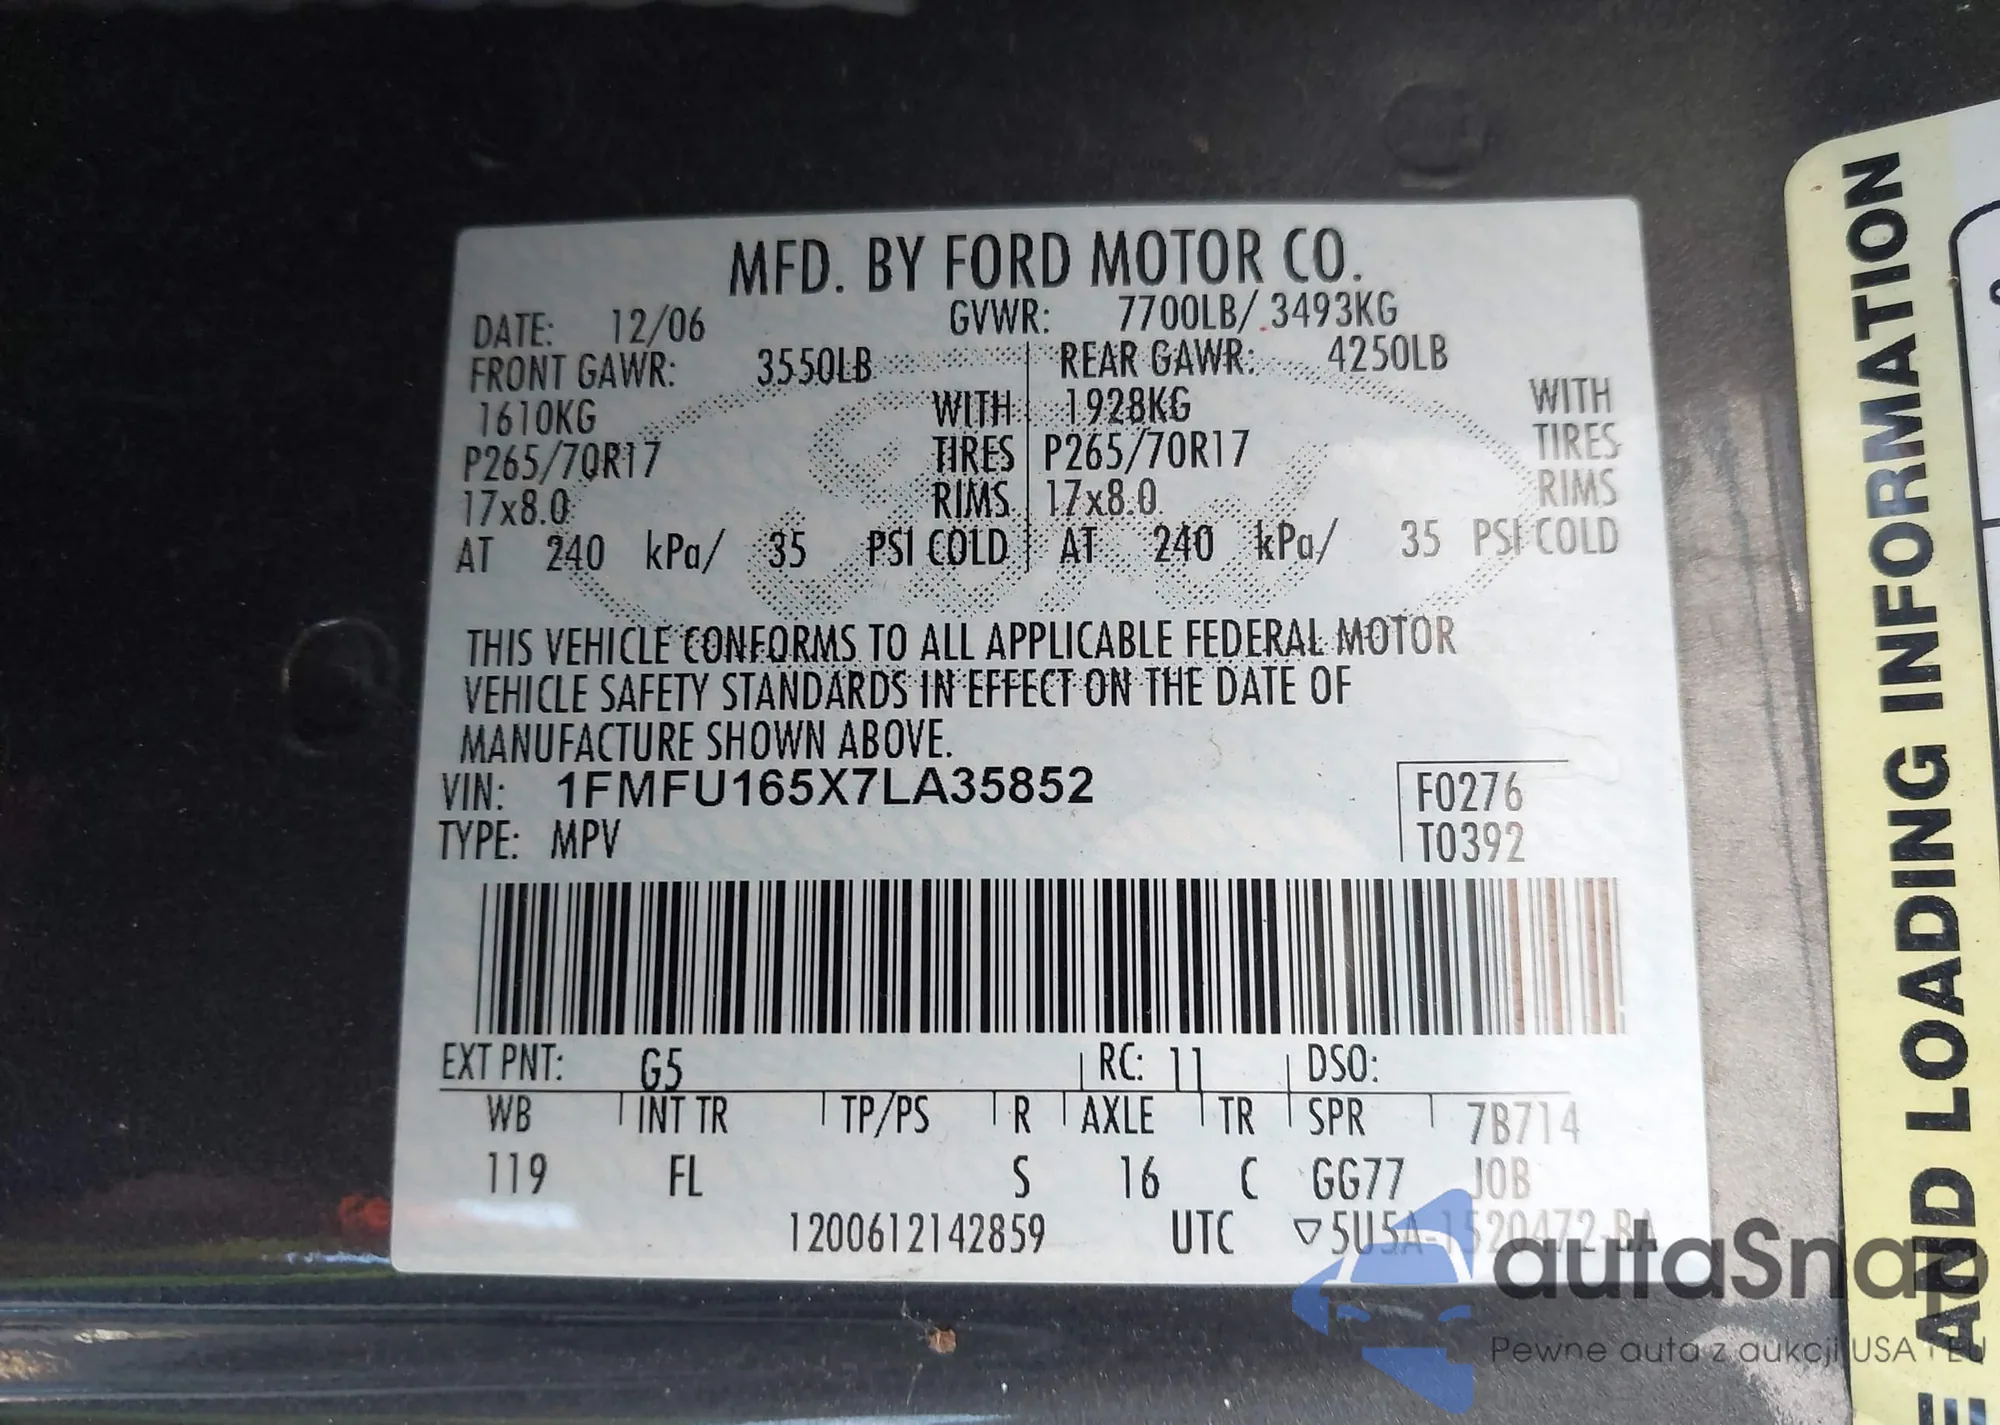 MFD. BY FORD MOTOR CO.
DATE: 12/06 GVWR: 7700LB/ 3493KG
FRONT GAWR: 3550LB REAR GAWR: 4250LB
1610KG WITH 1928KG WITH
P265/70R17 TIRES P265/70R17 TIRES
17x8.0 RIMS 17x8.0 RIMS
AT 240 kPa/ 35 PSI COLD AT 240 kPa/ 35 PSI COLD
THIS VEHICLE CONFORMS TO ALL APPLICABLE FEDERAL MOTOR
VEHICLE SAFETY STANDARDS IN EFFECT ON THE DATE OF
MANUFACTURE SHOWN ABOVE.
VIN: 1FMFU165X7LA35852 F0276
TYPE: MPV T0392
EXT PNT: G5 RC: 11 DSO:
WB INT TR TP/PS R AXLE TR SPR 7B714
119 FL S 16 C GG77 JOB
1200612142859 UTC ▽5U5A-1520472-BA
AND LOADING INFORMATION
autaSnap
Pewne auta z aukcji USA i EU